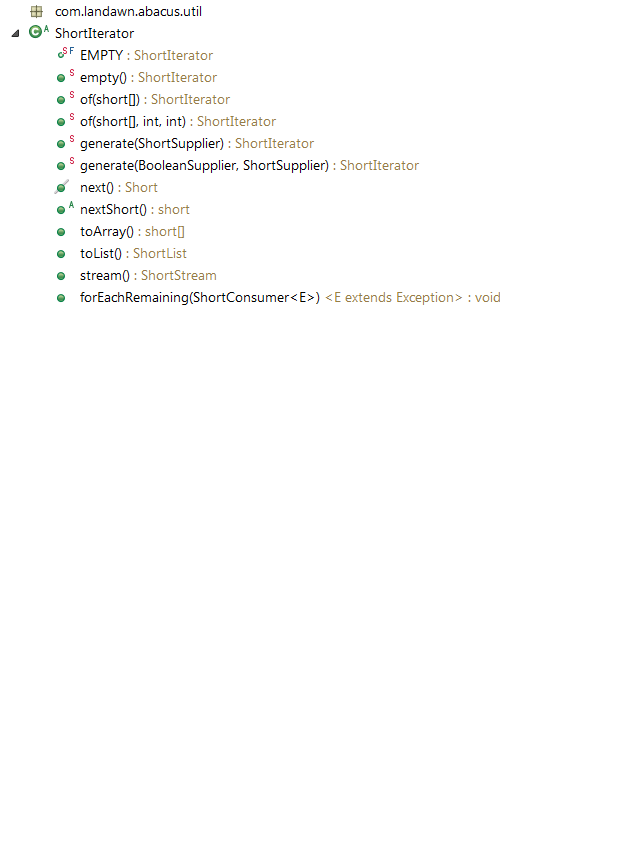 com.landawn.abacus.util
C A ShortIterator
S F EMPTY : ShortIterator
S empty() : ShortIterator
S of(short[]) : ShortIterator
S of(short[], int, int) : ShortIterator
S generate(ShortSupplier) : ShortIterator
S generate(BooleanSupplier, ShortSupplier) : ShortIterator
next() : Short
A nextShort() : short
toArray() : short[]
toList() : ShortList
stream() : ShortStream
forEachRemaining(ShortConsumer<E>) <E extends Exception> : void